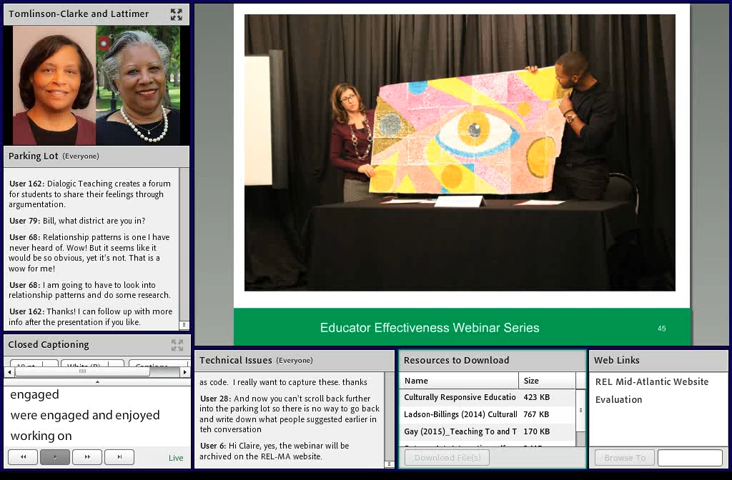 Tomlinson-Clarke and Lattimer
Parking Lot (Everyone)
User 162: Dialogic Teaching creates a forum
for students to share their feelings through
argumentation.
User 79: Bill, what district are you in?
User 68: Relationship patterns is one I have
never heard of. Wow! But it seems like it
would be so obvious, yet it's not. That is a
wow for me!
User 68: I am going to have to look into
relationship patterns and do some research.
User 162: Thanks! I can follow up with more
info after the presentation if you like.
Closed Captioning
engaged
were engaged and enjoyed
working on
Live
Educator Effectiveness Webinar Series
45
Technical Issues (Everyone)
as code. I really want to capture these. thanks
User 28: And now you can't scroll back further
into the parking lot so there is no way to go back
and write down what people suggested earlier in
teh conversation
User 6: Hi Claire, yes, the webinar will be
archived on the REL-MA website.
Resources to Download
Name Size
Culturally Responsive Educatio 423 KB
Ladson-Billings (2014) Culturall 767 KB
Gay (2015)_Teaching To and T 170 KB
Download File(s)
Web Links
REL Mid-Atlantic Website
Evaluation
Browse To